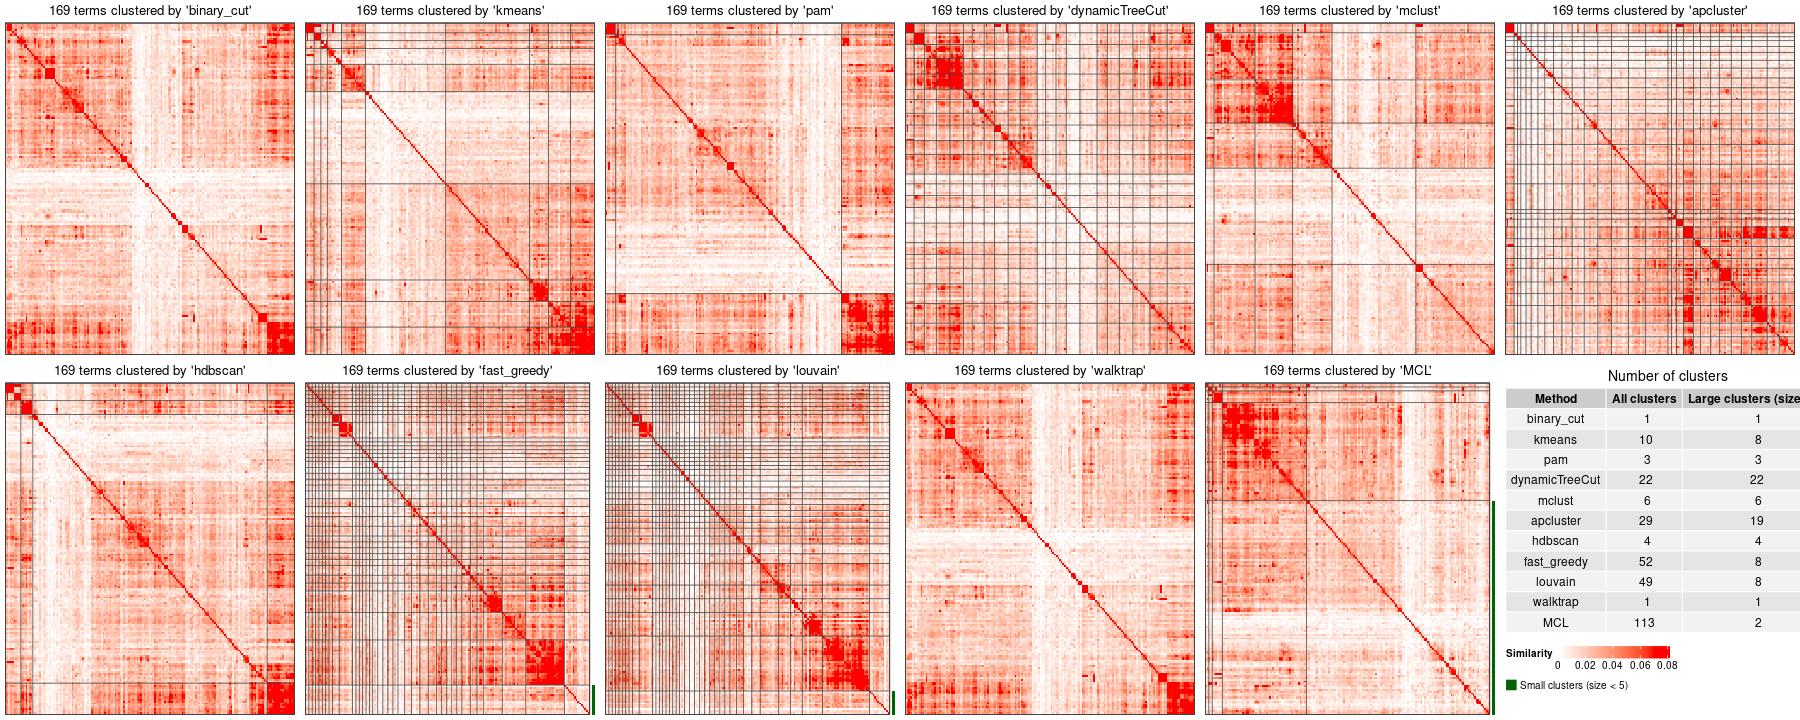 169 terms clustered by 'binary_cut'
169 terms clustered by 'kmeans'
169 terms clustered by 'pam'
169 terms clustered by 'dynamicTreeCut'
169 terms clustered by 'mclust'
169 terms clustered by 'apcluster'
169 terms clustered by 'hdbscan'
169 terms clustered by 'fast_greedy'
169 terms clustered by 'louvain'
169 terms clustered by 'walktrap'
169 terms clustered by 'MCL'
Number of clusters
Method All clusters Large clusters (size
binary_cut 1 1
kmeans 10 8
pam 3 3
dynamicTreeCut 22 22
mclust 6 6
apcluster 29 19
hdbscan 4 4
fast_greedy 52 8
louvain 49 8
walktrap 1 1
MCL 113 2
Similarity
0 0.02 0.04 0.06 0.08
Small clusters (size < 5)